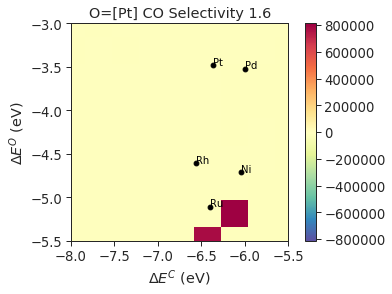 O=[Pt] CO Selectivity 1.6
−3.0
−3.5
−4.0
−4.5
−5.0
−5.5
ΔE^O (eV)
Pt
Pd
Rh
Ni
Ru
−8.0 −7.5 −7.0 −6.5 −6.0 −5.5
ΔE^C (eV)
800000
600000
400000
200000
0
−200000
−400000
−600000
−800000